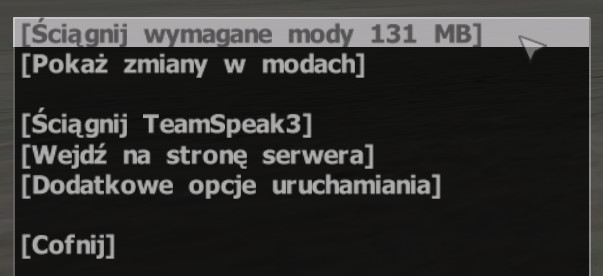 [Ściągnij wymagane mody 131 MB]
[Pokaż zmiany w modach]
[Ściągnij TeamSpeak3]
[Wejdź na stronę serwera]
[Dodatkowe opcje uruchamiania]
[Cofnij]